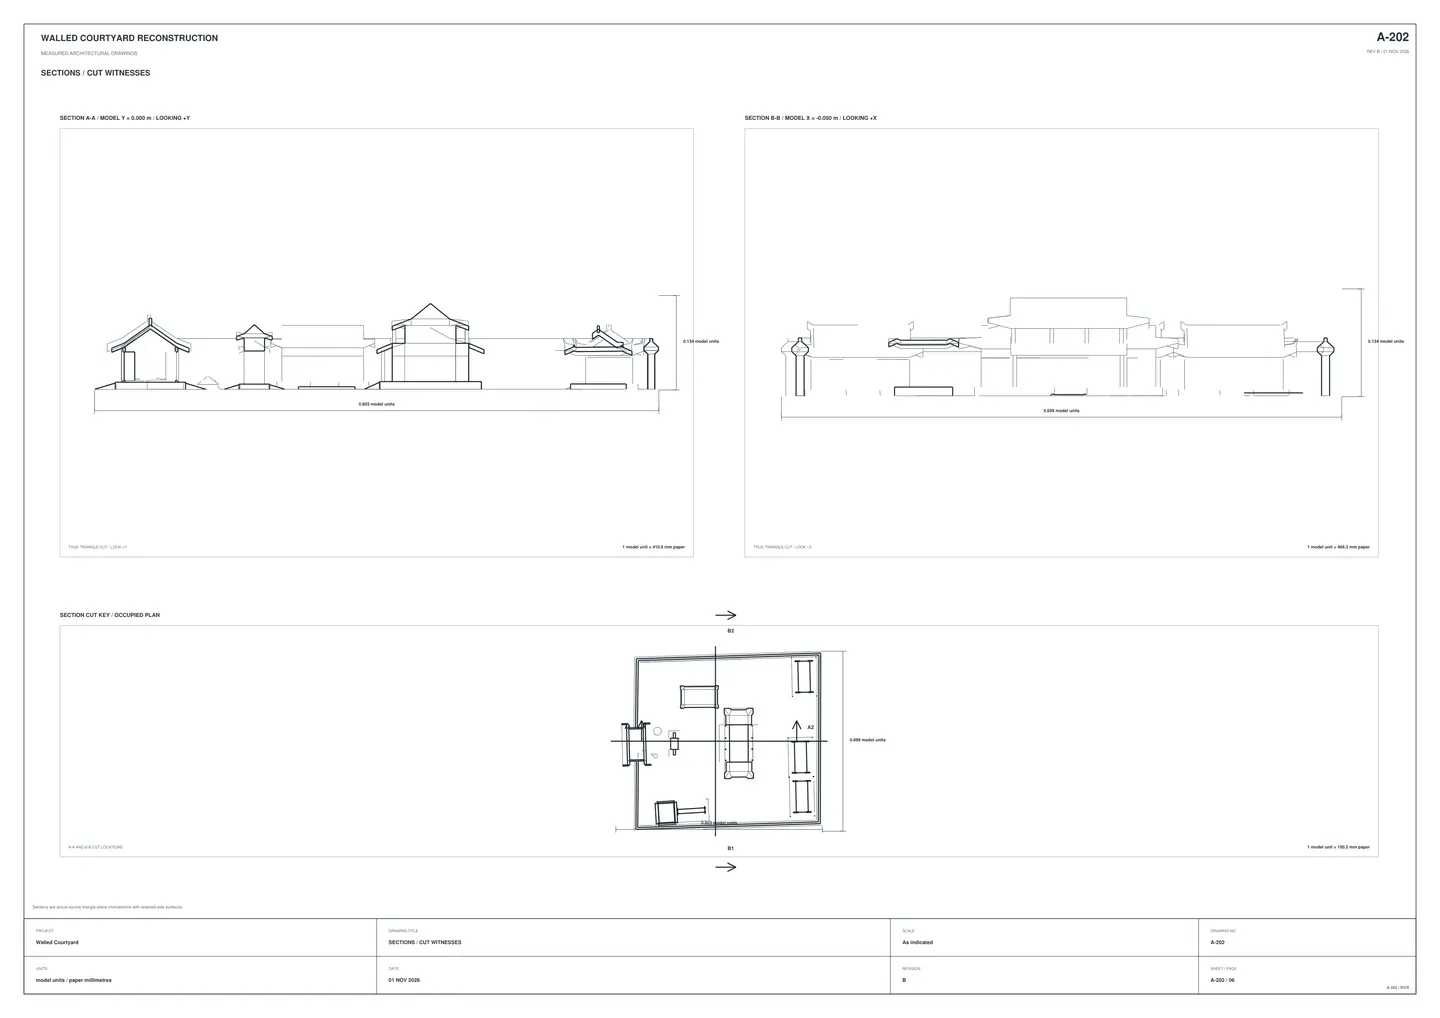 WALLED COURTYARD RECONSTRUCTION
A-202
MEASURED ARCHITECTURAL DRAWINGS
REV B / 01 NOV 2026
SECTIONS / CUT WITNESSES
SECTION A-A / MODEL Y = 0.000 m / LOOKING +Y
SECTION B-B / MODEL X = -0.050 m / LOOKING +X
0.134 model units
0.803 model units
0.134 model units
0.699 model units
TRUE TRIANGLE CUT / LOOK +Y
1 model unit = 410.5 mm paper
TRUE TRIANGLE CUT / LOOK +X
1 model unit = 468.3 mm paper
SECTION CUT KEY / OCCUPIED PLAN
B2
A2
0.699 model units
0.803 model units
B1
A-A AND B-B CUT LOCATIONS
1 model unit = 150.2 mm paper
Sections are actual source-triangle plane intersections with retained side evidence.
PROJECT
Walled Courtyard
DRAWING TITLE
SECTIONS / CUT WITNESSES
SCALE
As indicated
DRAWING NO.
A-202
UNITS
model units / paper millimetres
DATE
01 NOV 2026
REVISION
B
SHEET / PAGE
A-202 / 06
A-202 / WCR